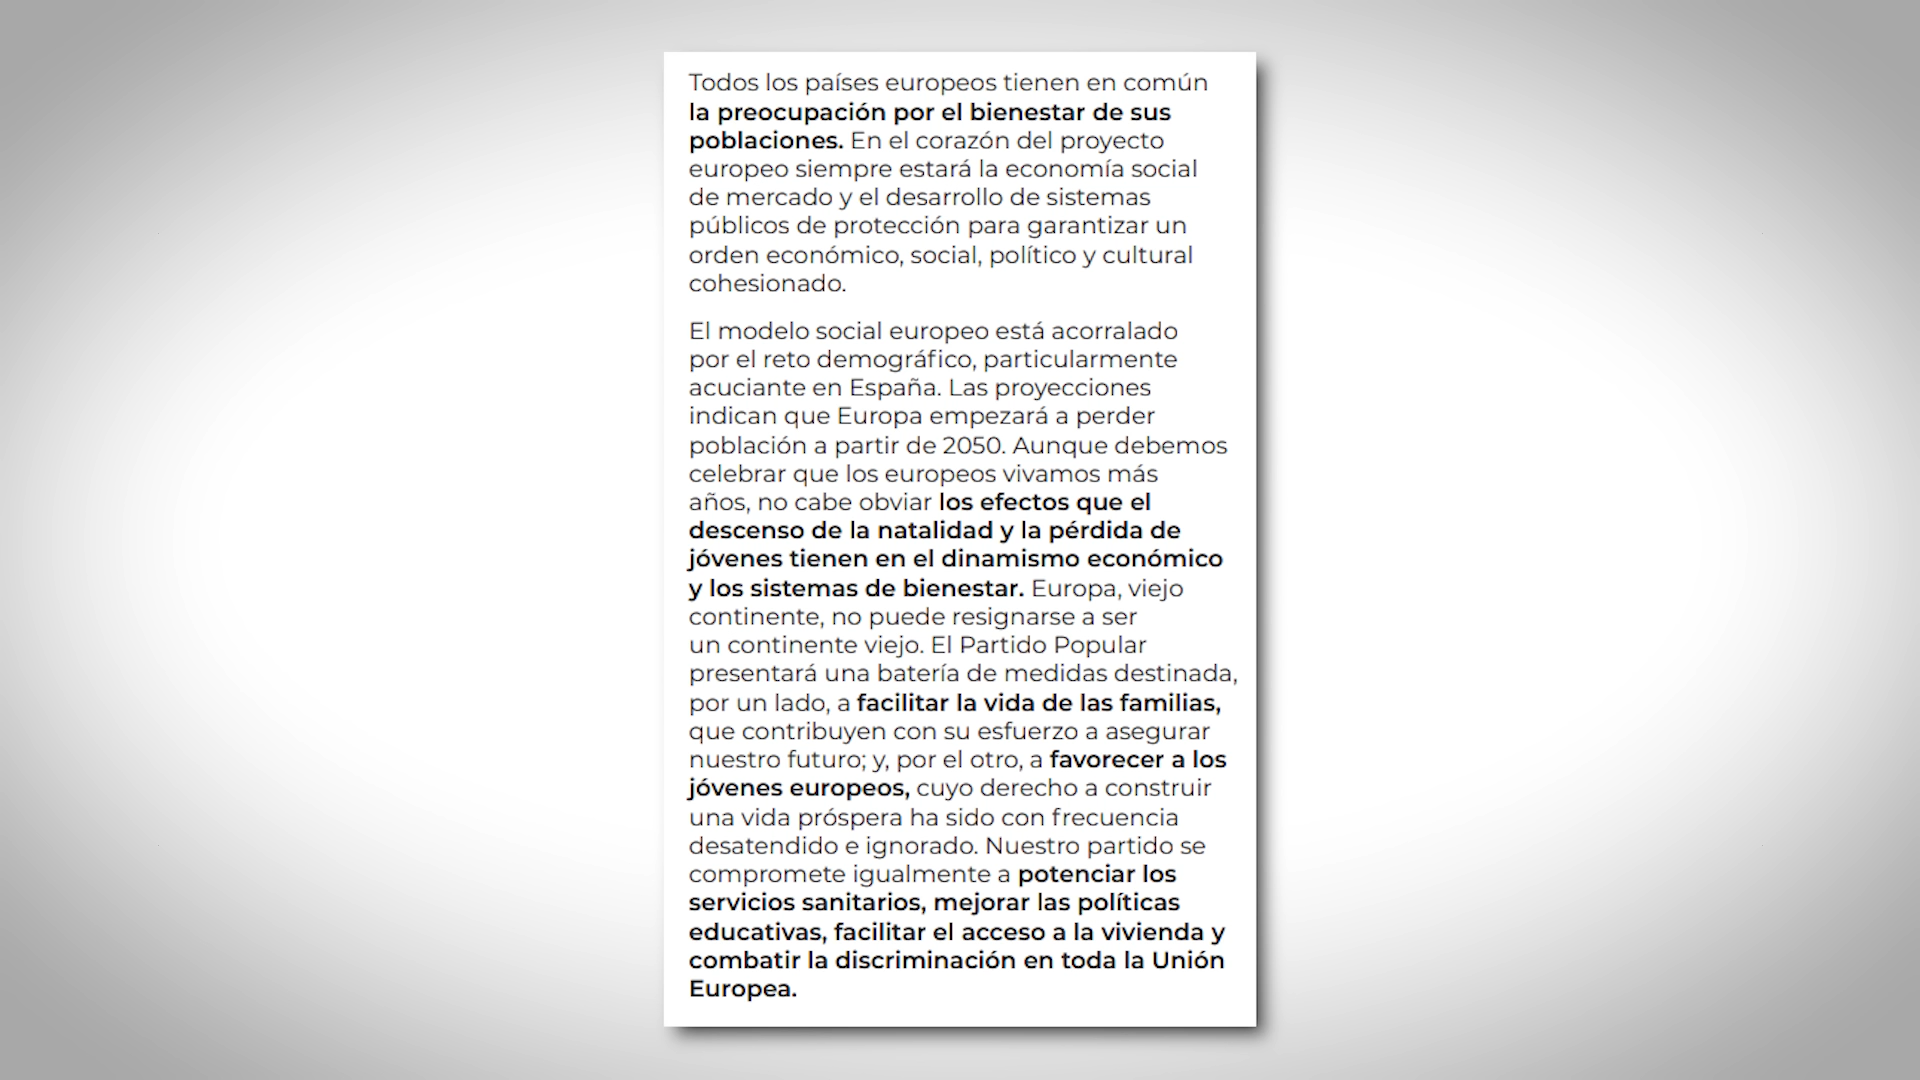 Todos los países europeos tienen en común
la preocupación por el bienestar de sus
poblaciones. En el corazón del proyecto
europeo siempre estará la economía social
de mercado y el desarrollo de sistemas
públicos de protección para garantizar un
orden económico, social, político y cultural
cohesionado.
El modelo social europeo está acorralado
por el reto demográfico, particularmente
acuciante en España. Las proyecciones
indican que Europa empezará a perder
población a partir de 2050. Aunque debemos
celebrar que los europeos vivamos más
años, no cabe obviar los efectos que el
descenso de la natalidad y la pérdida de
jóvenes tienen en el dinamismo económico
y los sistemas de bienestar. Europa, viejo
continente, no puede resignarse a ser
un continente viejo. El Partido Popular
presentará una batería de medidas destinada,
por un lado, a facilitar la vida de las familias,
que contribuyen con su esfuerzo a asegurar
nuestro futuro; y, por el otro, a favorecer a los
jóvenes europeos, cuyo derecho a construir
una vida próspera ha sido con frecuencia
desatendido e ignorado. Nuestro partido se
compromete igualmente a potenciar los
servicios sanitarios, mejorar las políticas
educativas, facilitar el acceso a la vivienda y
combatir la discriminación en toda la Unión
Europea.